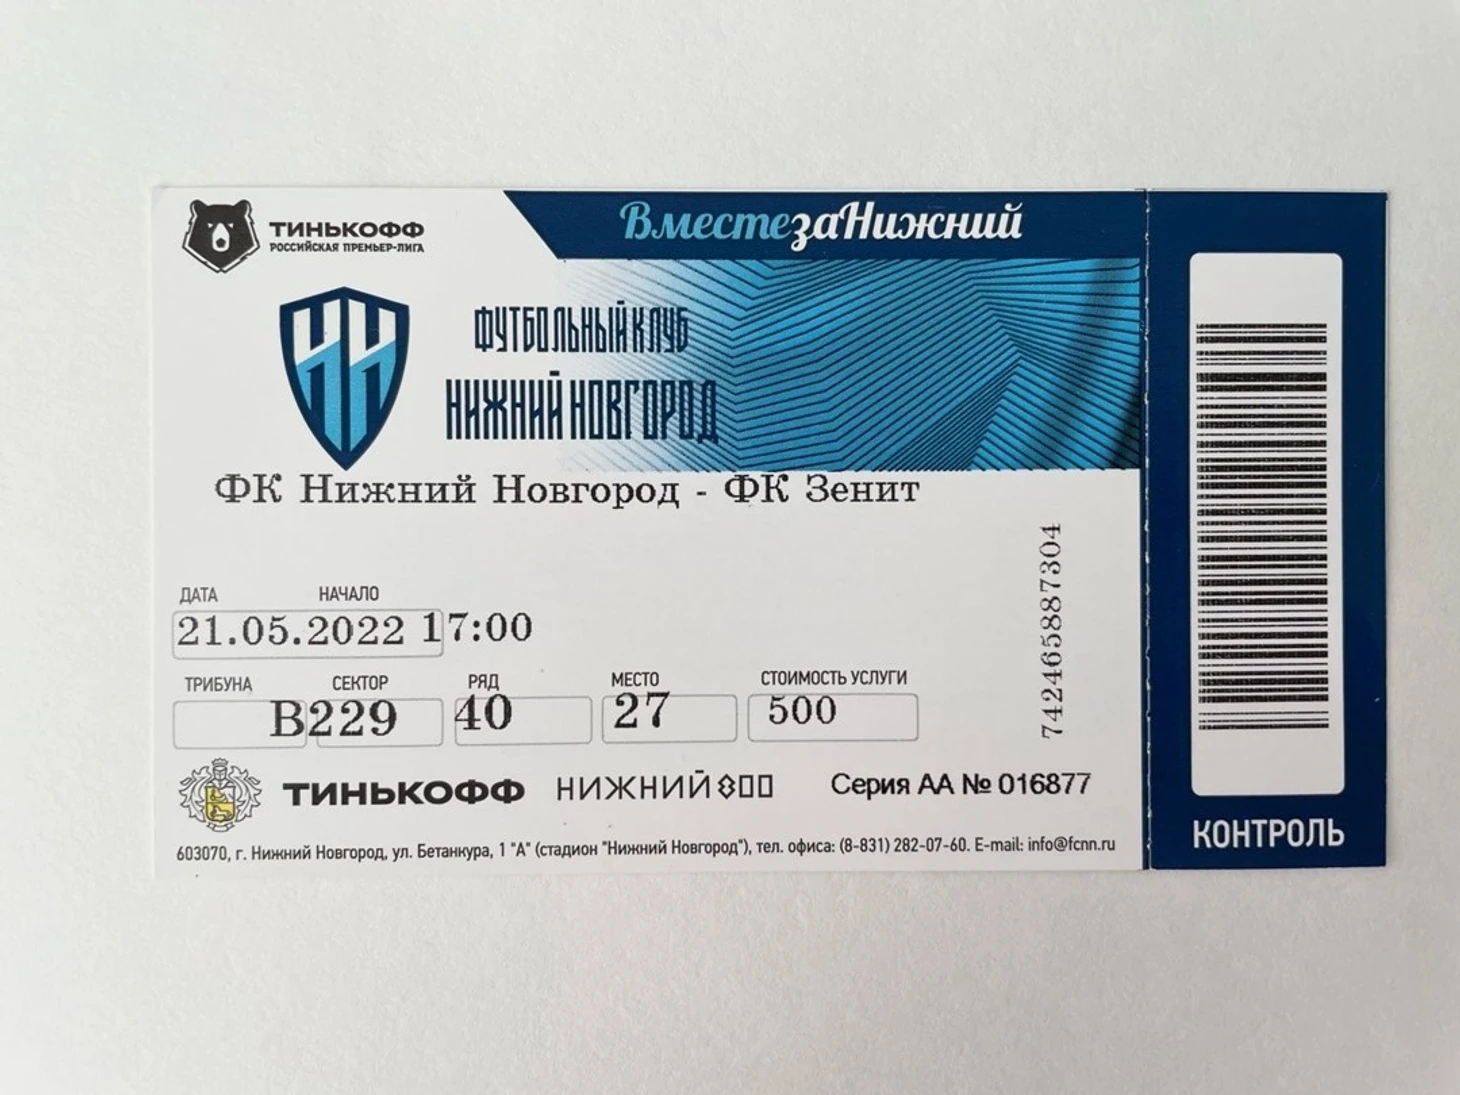 ТИНЬКОФФ
РОССИЙСКАЯ ПРЕМЬЕР-ЛИГА
ВместезаНижний
ФУТБОЛЬНЫЙ КЛУБ
НИЖНИЙ НОВГОРОД
ФК Нижний Новгород - ФК Зенит
ДАТА НАЧАЛО
21.05.2022 17:00
ТРИБУНА СЕКТОР РЯД МЕСТО СТОИМОСТЬ УСЛУГИ
B229 40 27 500
742465887304
ТИНЬКОФФ НИЖНИЙ 800 Серия АА № 016877
603070, г. Нижний Новгород, ул. Бетанкура, 1 "А" (стадион "Нижний Новгород"), тел. офиса: (8-831) 282-07-60. E-mail: info@fcnn.ru
КОНТРОЛЬ